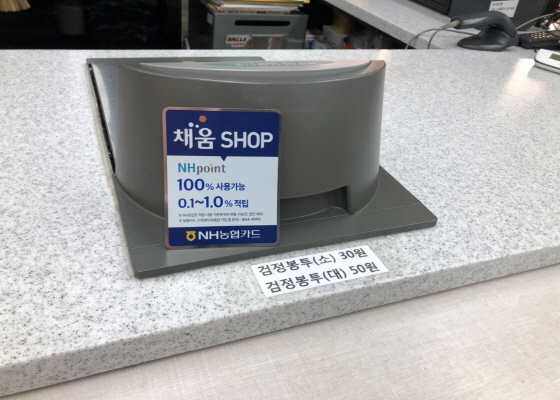 채움 SHOP
NHpoint
100% 사용가능
0.1~1.0% 적립
NH농협카드
검정봉투(소) 30원
검정봉투(대) 50원